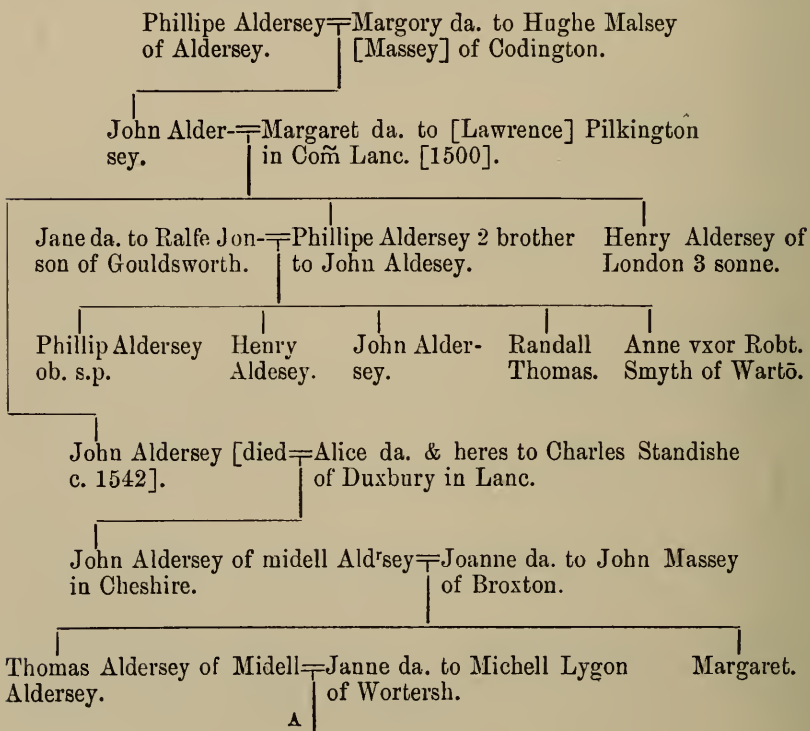 Phillipe Aldersey Margory da. to Hughe Malsey
of Aldersey. [Massey] of Codington.
John Alder- Margaret da. to [Lawrence] Pilkington
sey. in Com̃ Lanc. [1500].
Jane da. to Ralfe Jon- Phillipe Aldersey 2 brother Henry Aldersey of
son of Gouldsworth. to John Aldesey. London 3 sonne.
Phillip Aldersey Henry John Alder- Randall Anne vxor Robt.
ob. s.p. Aldesey. sey. Thomas. Smyth of Wartō.
John Aldersey [died Alice da. & heres to Charles Standishe
c. 1542]. of Duxbury in Lanc.
John Aldersey of midell Aldʳsey Joanne da. to John Massey
in Cheshire. of Broxton.
Thomas Aldersey of Midell Janne da. to Michell Lygon Margaret.
Aldersey. of Wortersh.
A